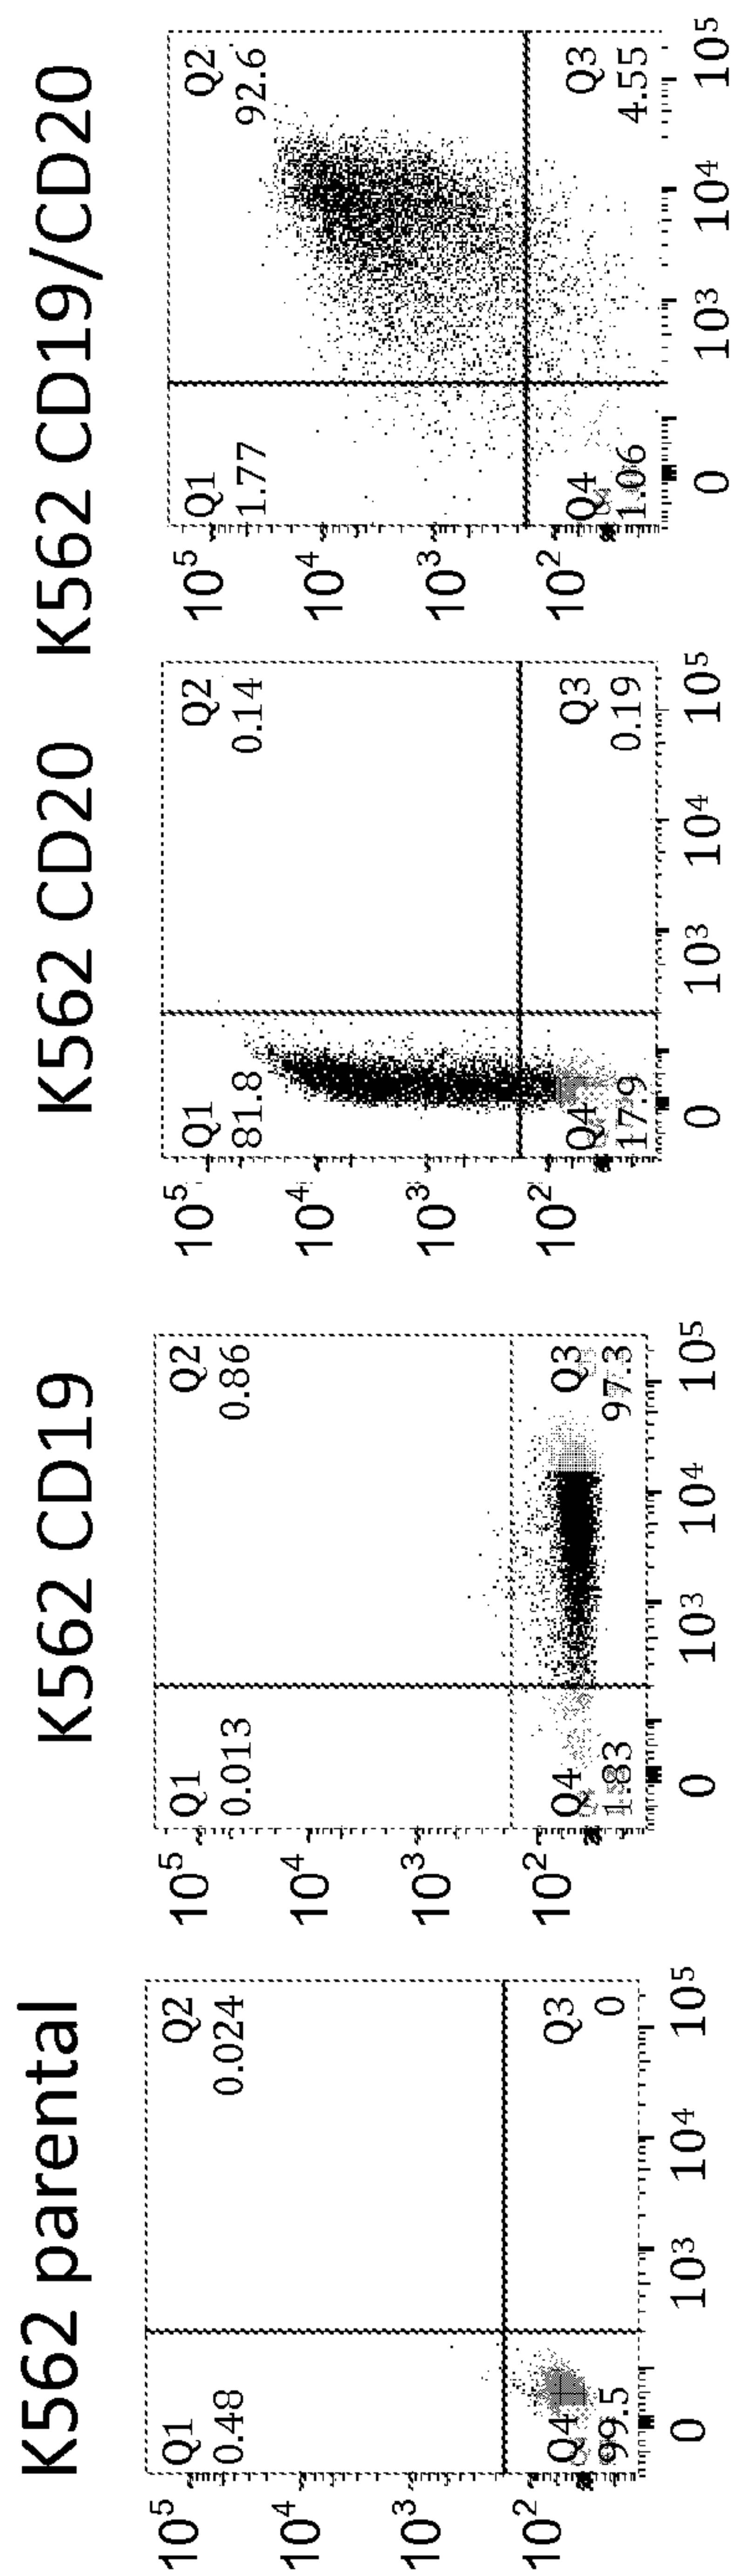 K562 parental
10⁵
10⁴
10³
10²
Q1
0.48
Q2
0.024
Q4
99.5
Q3
0
0
10³
10⁴
10⁵
K562 CD19
10⁵
10⁴
10³
10²
Q1
0.013
Q2
0.86
Q4
1.83
Q3
97.3
0
10³
10⁴
10⁵
K562 CD20
10⁵
10⁴
10³
10²
Q1
81.8
Q2
0.14
Q4
17.9
Q3
0.19
0
10³
10⁴
10⁵
K562 CD19/CD20
10⁵
10⁴
10³
10²
Q1
1.77
Q2
92.6
Q4
1.06
Q3
4.55
0
10³
10⁴
10⁵